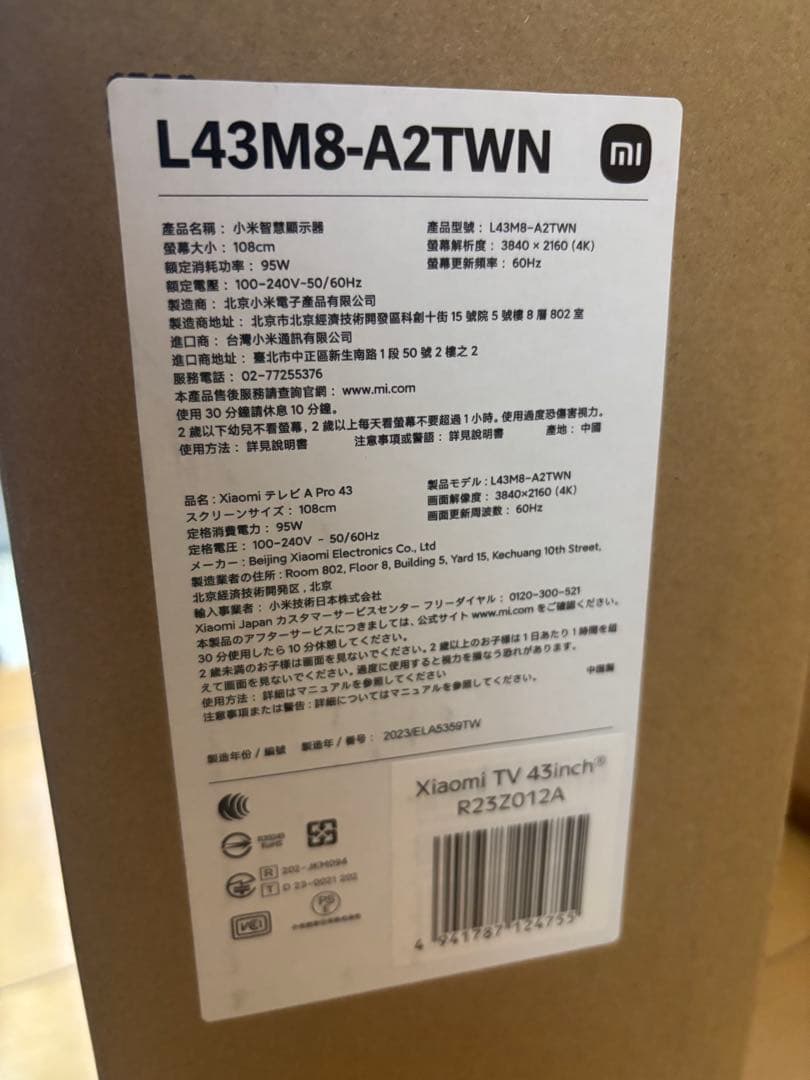 L43M8-A2TWN
mi
產品名稱：小米智慧顯示器
產品型號：L43M8-A2TWN
螢幕大小：108cm
螢幕解析度：3840 × 2160 (4K)
額定消耗功率：95W
螢幕更新頻率：60Hz
額定電壓：100-240V~50/60Hz
製造商：北京小米電子產品有限公司
製造商地址：北京市北京經濟技術開發區科創十街 15 號院 5 號樓 8 層 802 室
進口商：台灣小米通訊有限公司
進口商地址：臺北市中正區新生南路 1 段 50 號 2 樓之 2
服務電話：02-77255376
本產品售後服務請查詢官網：www.mi.com
使用 30 分鐘請休息 10 分鐘。
2 歲以下幼兒不看螢幕，2 歲以上每天看螢幕不要超過 1 小時。使用過度恐傷害視力。
使用方法：詳見說明書
注意事項或警語：詳見說明書
產地：中國
品名：Xiaomi テレビ A Pro 43
製品モデル：L43M8-A2TWN
スクリーンサイズ：108cm
画面解像度：3840×2160 (4K)
定格消費電力：95W
画面更新周波数：60Hz
定格電圧：100-240V ~ 50/60Hz
メーカー：Beijing Xiaomi Electronics Co., Ltd
製造業者の住所：Room 802, Floor 8, Building 5, Yard 15, Kechuang 10th Street,
北京経済技術開発区，北京
輸入事業者：小米技術日本株式会社
Xiaomi Japan カスタマーサービスセンター フリーダイヤル：0120-300-521
本製品のアフターサービスにつきましては、公式サイト www.mi.com をご確認ください。
30 分使用したら 10 分休憩してください。
2 歳未満のお子様は画面を見ないでください。2 歳以上のお子様は 1 日あたり 1 時間を超
えて画面を見ないでください。過度に使用すると視力を損なう恐れがあります。
使用方法：詳細はマニュアルを参照してください
注意事項または警告：詳細についてはマニュアルを参照してください。
中国製
製造年份 / 編號 製造年 / 番号：2023/ELA5359TW
Xiaomi TV 43inch®
R23Z012A
R 202-
T D 23-0021 202
VCCI
PS
E
4 941787 124755